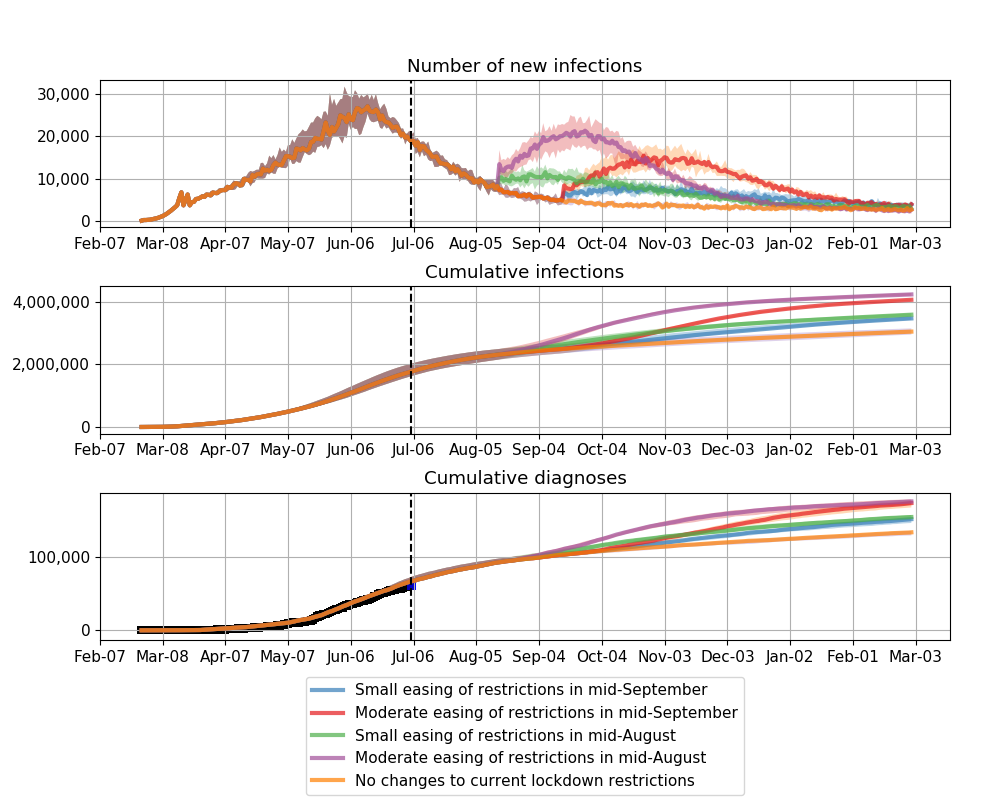 Number of new infections
30,000
20,000
10,000
0
Feb-07 Mar-08 Apr-07 May-07 Jun-06 Jul-06 Aug-05 Sep-04 Oct-04 Nov-03 Dec-03 Jan-02 Feb-01 Mar-03
Cumulative infections
4,000,000
2,000,000
0
Feb-07 Mar-08 Apr-07 May-07 Jun-06 Jul-06 Aug-05 Sep-04 Oct-04 Nov-03 Dec-03 Jan-02 Feb-01 Mar-03
Cumulative diagnoses
100,000
0
Feb-07 Mar-08 Apr-07 May-07 Jun-06 Jul-06 Aug-05 Sep-04 Oct-04 Nov-03 Dec-03 Jan-02 Feb-01 Mar-03
Small easing of restrictions in mid-September
Moderate easing of restrictions in mid-September
Small easing of restrictions in mid-August
Moderate easing of restrictions in mid-August
No changes to current lockdown restrictions